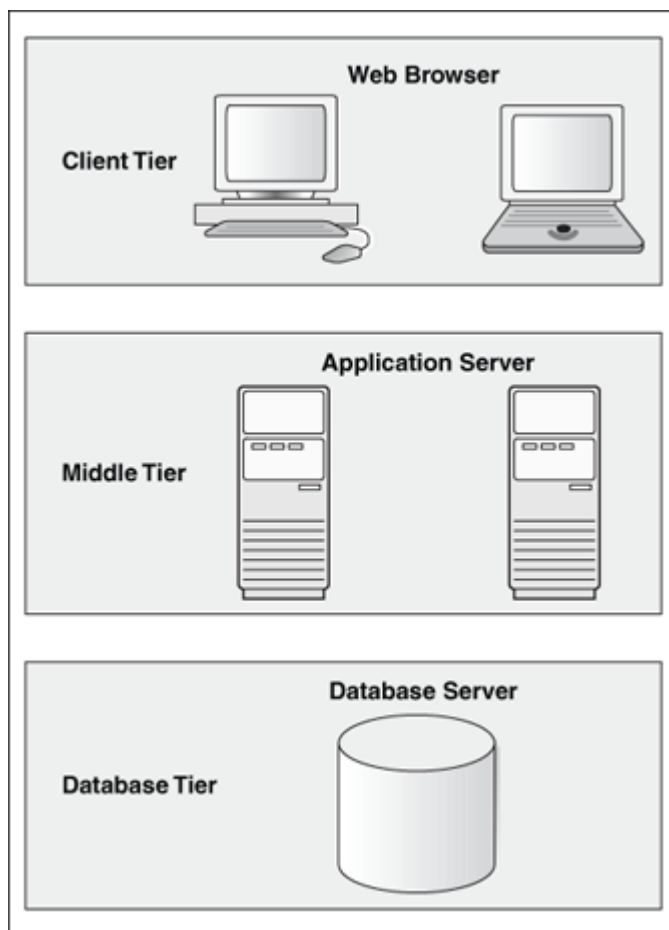 Web Browser
Client Tier
Application Server
Middle Tier
Database Server
Database Tier